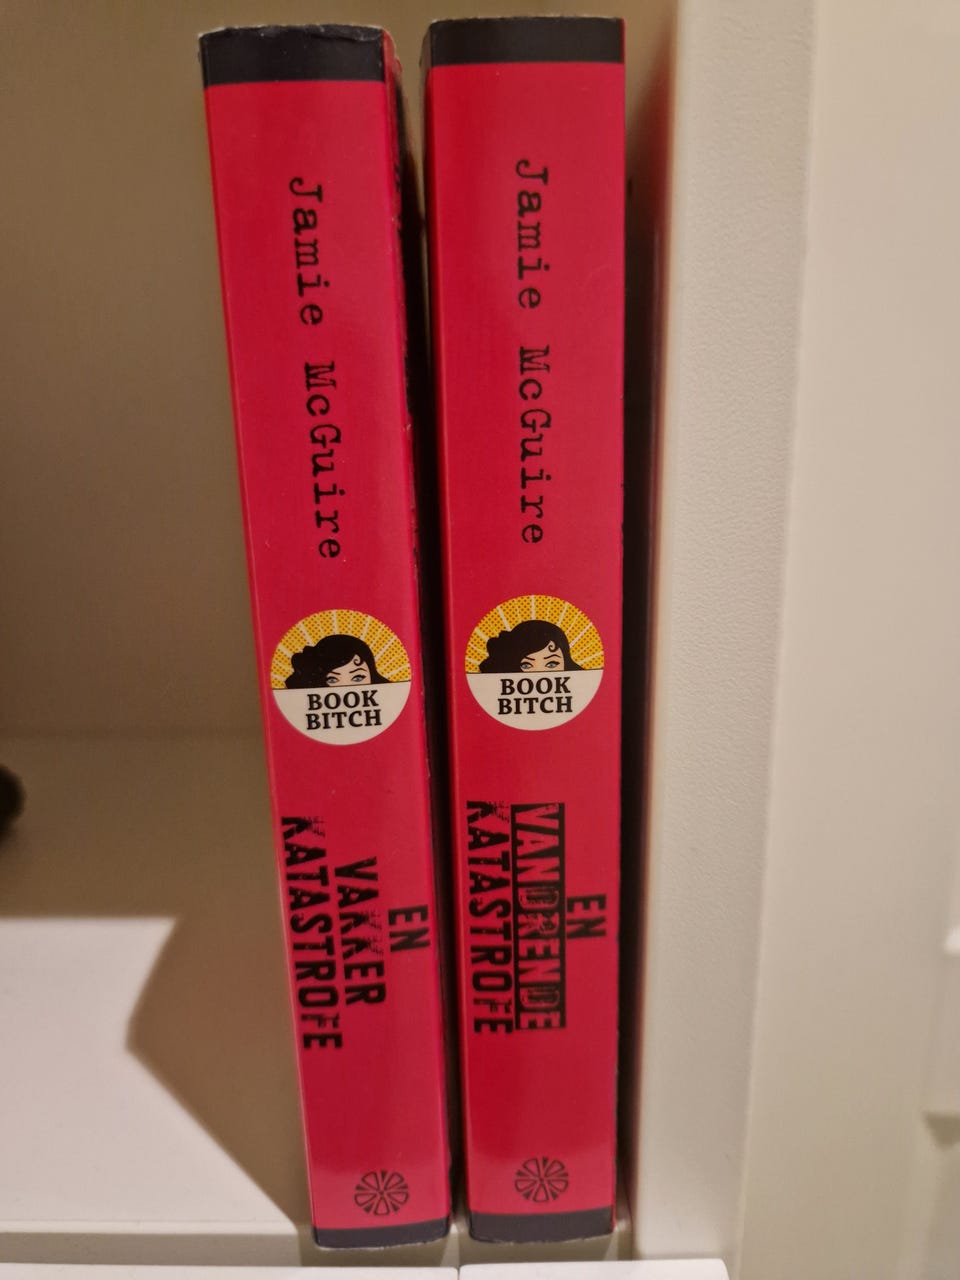 Jamie McGuire
BOOK
BITCH
EN
VAKKER
KATASTROFE
Jamie McGuire
BOOK
BITCH
EN
VANDRENDE
KATASTROFE